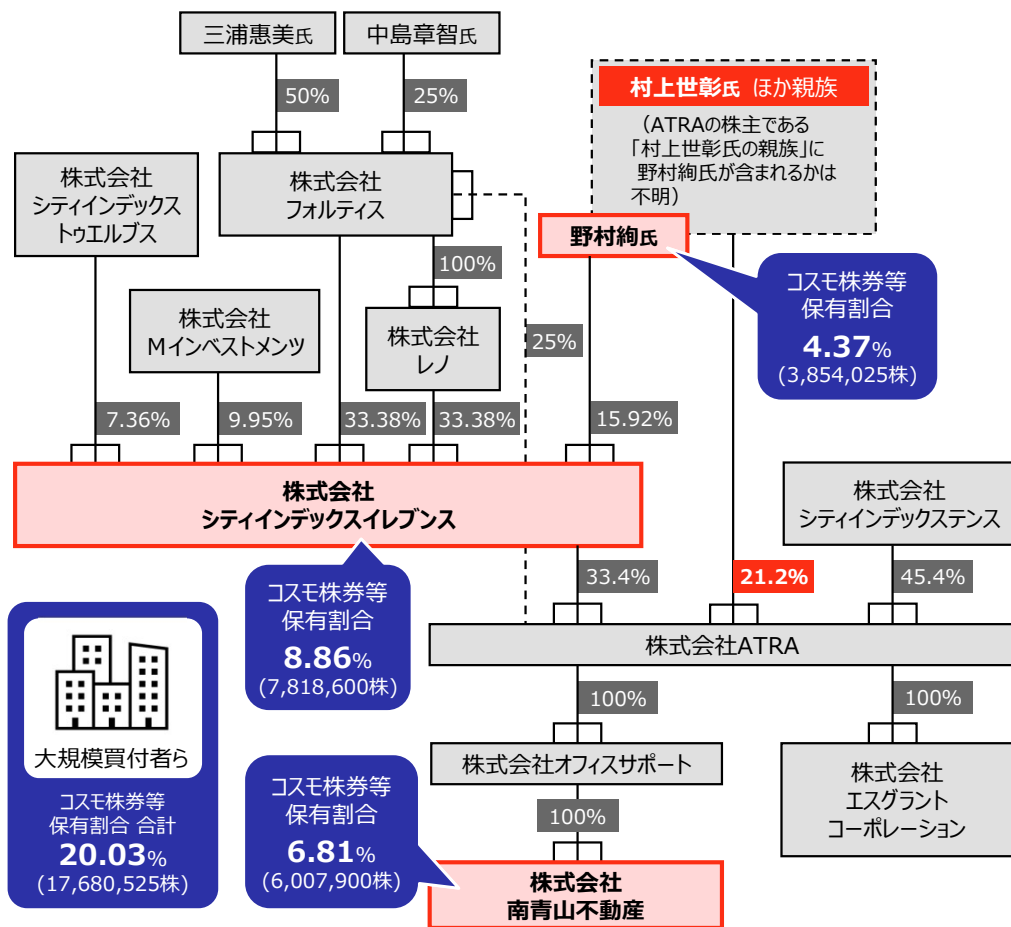 三浦惠美氏
中島章智氏
50%
25%
村上世彰氏 ほか親族
（ATRAの株主である
「村上世彰氏の親族」に
野村絢氏が含まれるかは
不明）
株式会社
シティインデックス
トゥエルブス
株式会社
フォルティス
野村絢氏
100%
コスモ株券等
保有割合
4.37%
(3,854,025株)
株式会社
Mインベストメンツ
株式会社
レノ
25%
7.36%
9.95%
33.38%
33.38%
15.92%
株式会社
シティインデックスイレブンス
株式会社
シティインデックステンス
33.4%
21.2%
45.4%
コスモ株券等
保有割合
8.86%
(7,818,600株)
株式会社ATRA
100%
100%
大規模買付者ら
コスモ株券等
保有割合 合計
20.03%
(17,680,525株)
株式会社オフィスサポート
株式会社
エスグラント
コーポレーション
コスモ株券等
保有割合
6.81%
(6,007,900株)
100%
株式会社
南青山不動産